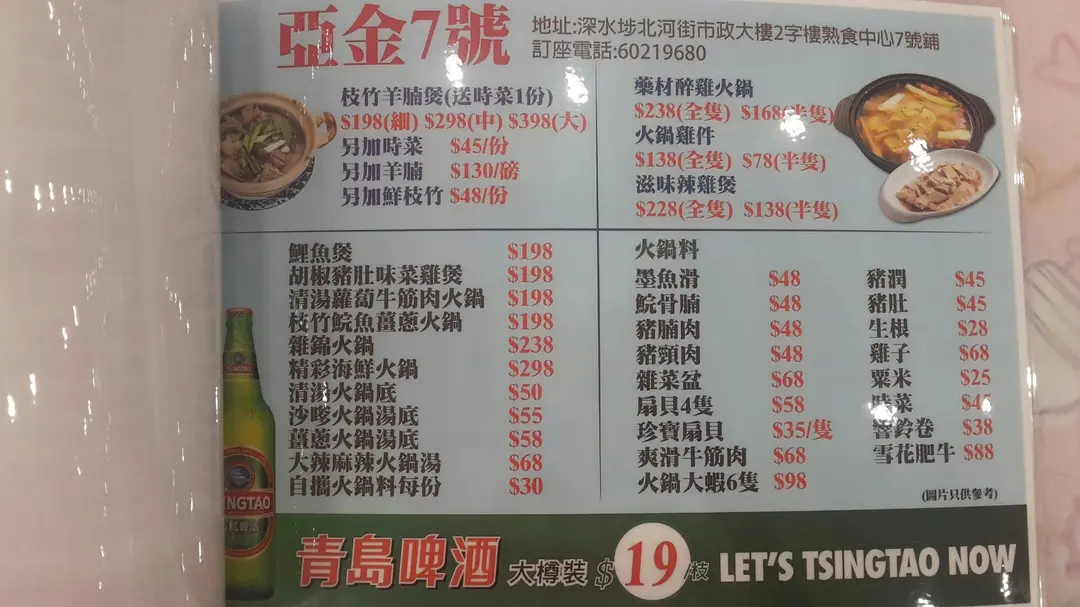 亞金7號
地址:深水埗北河街市政大樓2字樓熟食中心7號鋪
訂座電話:60219680
枝竹羊腩煲(送時菜1份)
$198(細) $298(中) $398(大)
另加時菜 $45/份
另加羊腩 $130/磅
另加鮮枝竹 $48/份
藥材醉雞火鍋
$238(全隻) $168(半隻)
火鍋雞件
$138(全隻) $78(半隻)
滋味辣雞煲
$228(全隻) $138(半隻)
鯉魚煲 $198
胡椒豬肚味菜雞煲 $198
清湯蘿蔔牛筋肉火鍋 $198
枝竹鯇魚薑蔥火鍋 $198
雜錦火鍋 $238
精彩海鮮火鍋 $298
清湯火鍋底 $50
沙嗲火鍋湯底 $55
薑蔥火鍋湯底 $58
大辣麻辣火鍋湯 $68
自攜火鍋料每份 $30
火鍋料
墨魚滑 $48
鯇骨腩 $48
豬腩肉 $48
豬頸肉 $48
雜菜盆 $68
扇貝4隻 $58
珍寶扇貝 $35/隻
爽滑牛筋肉 $68
火鍋大蝦6隻 $98
豬潤 $45
豬肚 $45
生根 $28
雞子 $68
粟米 $25
時菜 $45
響鈴卷 $38
雪花肥牛 $88
(圖片只供參考)
TSINGTAO
青島啤酒 大樽裝 $19/枝 LET'S TSINGTAO NOW